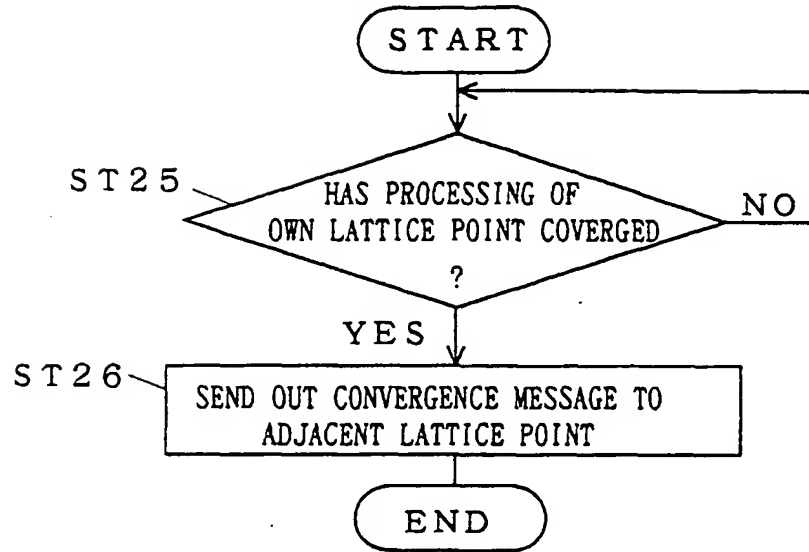 START
ST25
HAS PROCESSING OF
OWN LATTICE POINT COVERGED
?
NO
YES
ST26
SEND OUT CONVERGENCE MESSAGE TO
ADJACENT LATTICE POINT
END